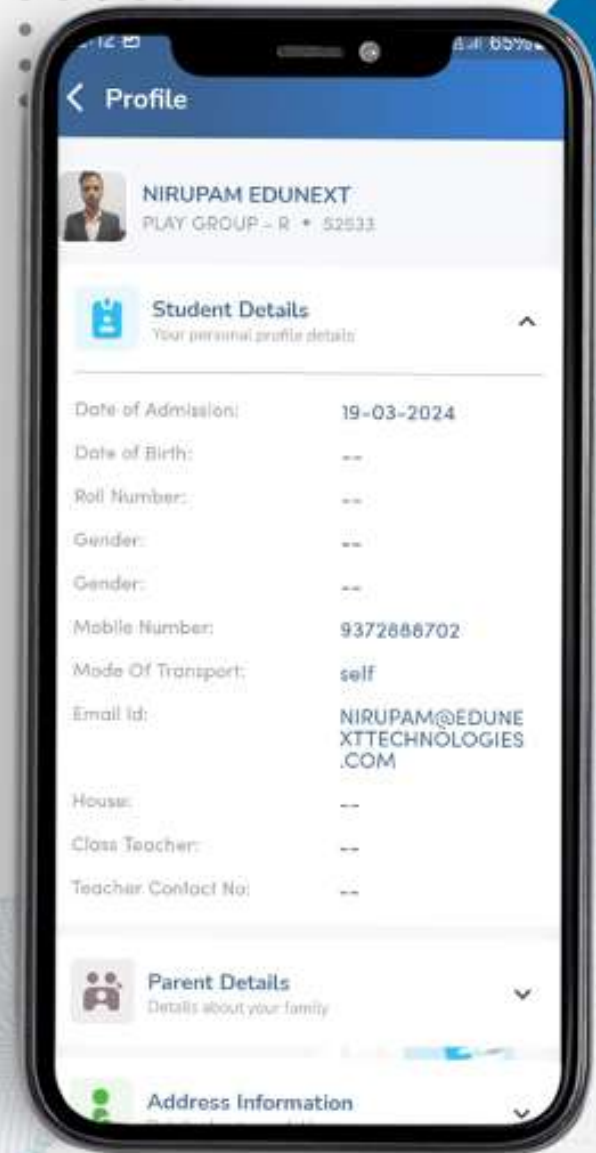 65%
Profile
NIRUPAM EDUNEXT
PLAY GROUP - R • S2533
Student Details
Your personal profile details
Date of Admission: 19-03-2024
Date of Birth: --
Roll Number: --
Gender: --
Gender: --
Mobile Number: 9372888702
Mode Of Transport: self
Email Id: NIRUPAM@EDUNE
XTTECHNOLOGIES
.COM
House: --
Class Teacher: --
Teacher Contact No: --
Parent Details
Details about your family
Address Information